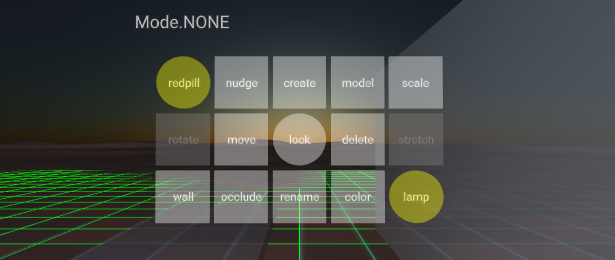 Mode.NONE
redpill nudge create model scale
rotate move lock delete stretch
wall occlude rename color lamp